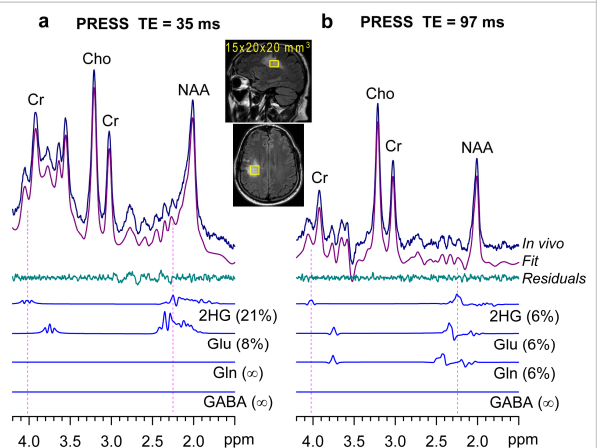 a PRESS TE = 35 ms
Cho
Cr
Cr
NAA
15x20x20 mm³
b PRESS TE = 97 ms
Cho
Cr
Cr
NAA
In vivo
Fit
Residuals
2HG (21%)
Glu (8%)
Gln (∞)
GABA (∞)
2HG (6%)
Glu (6%)
Gln (6%)
GABA (∞)
4.0 3.5 3.0 2.5 2.0 ppm
4.0 3.5 3.0 2.5 2.0 ppm